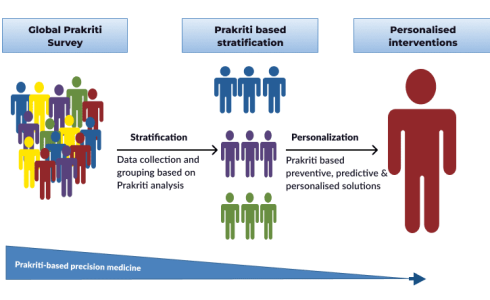 Global Prakriti
Survey
Prakriti based
stratification
Personalised
interventions
Stratification
Data collection and
grouping based on
Prakriti analysis
Personalization
Prakriti based
preventive, predictive &
personalised solutions
Prakriti-based precision medicine